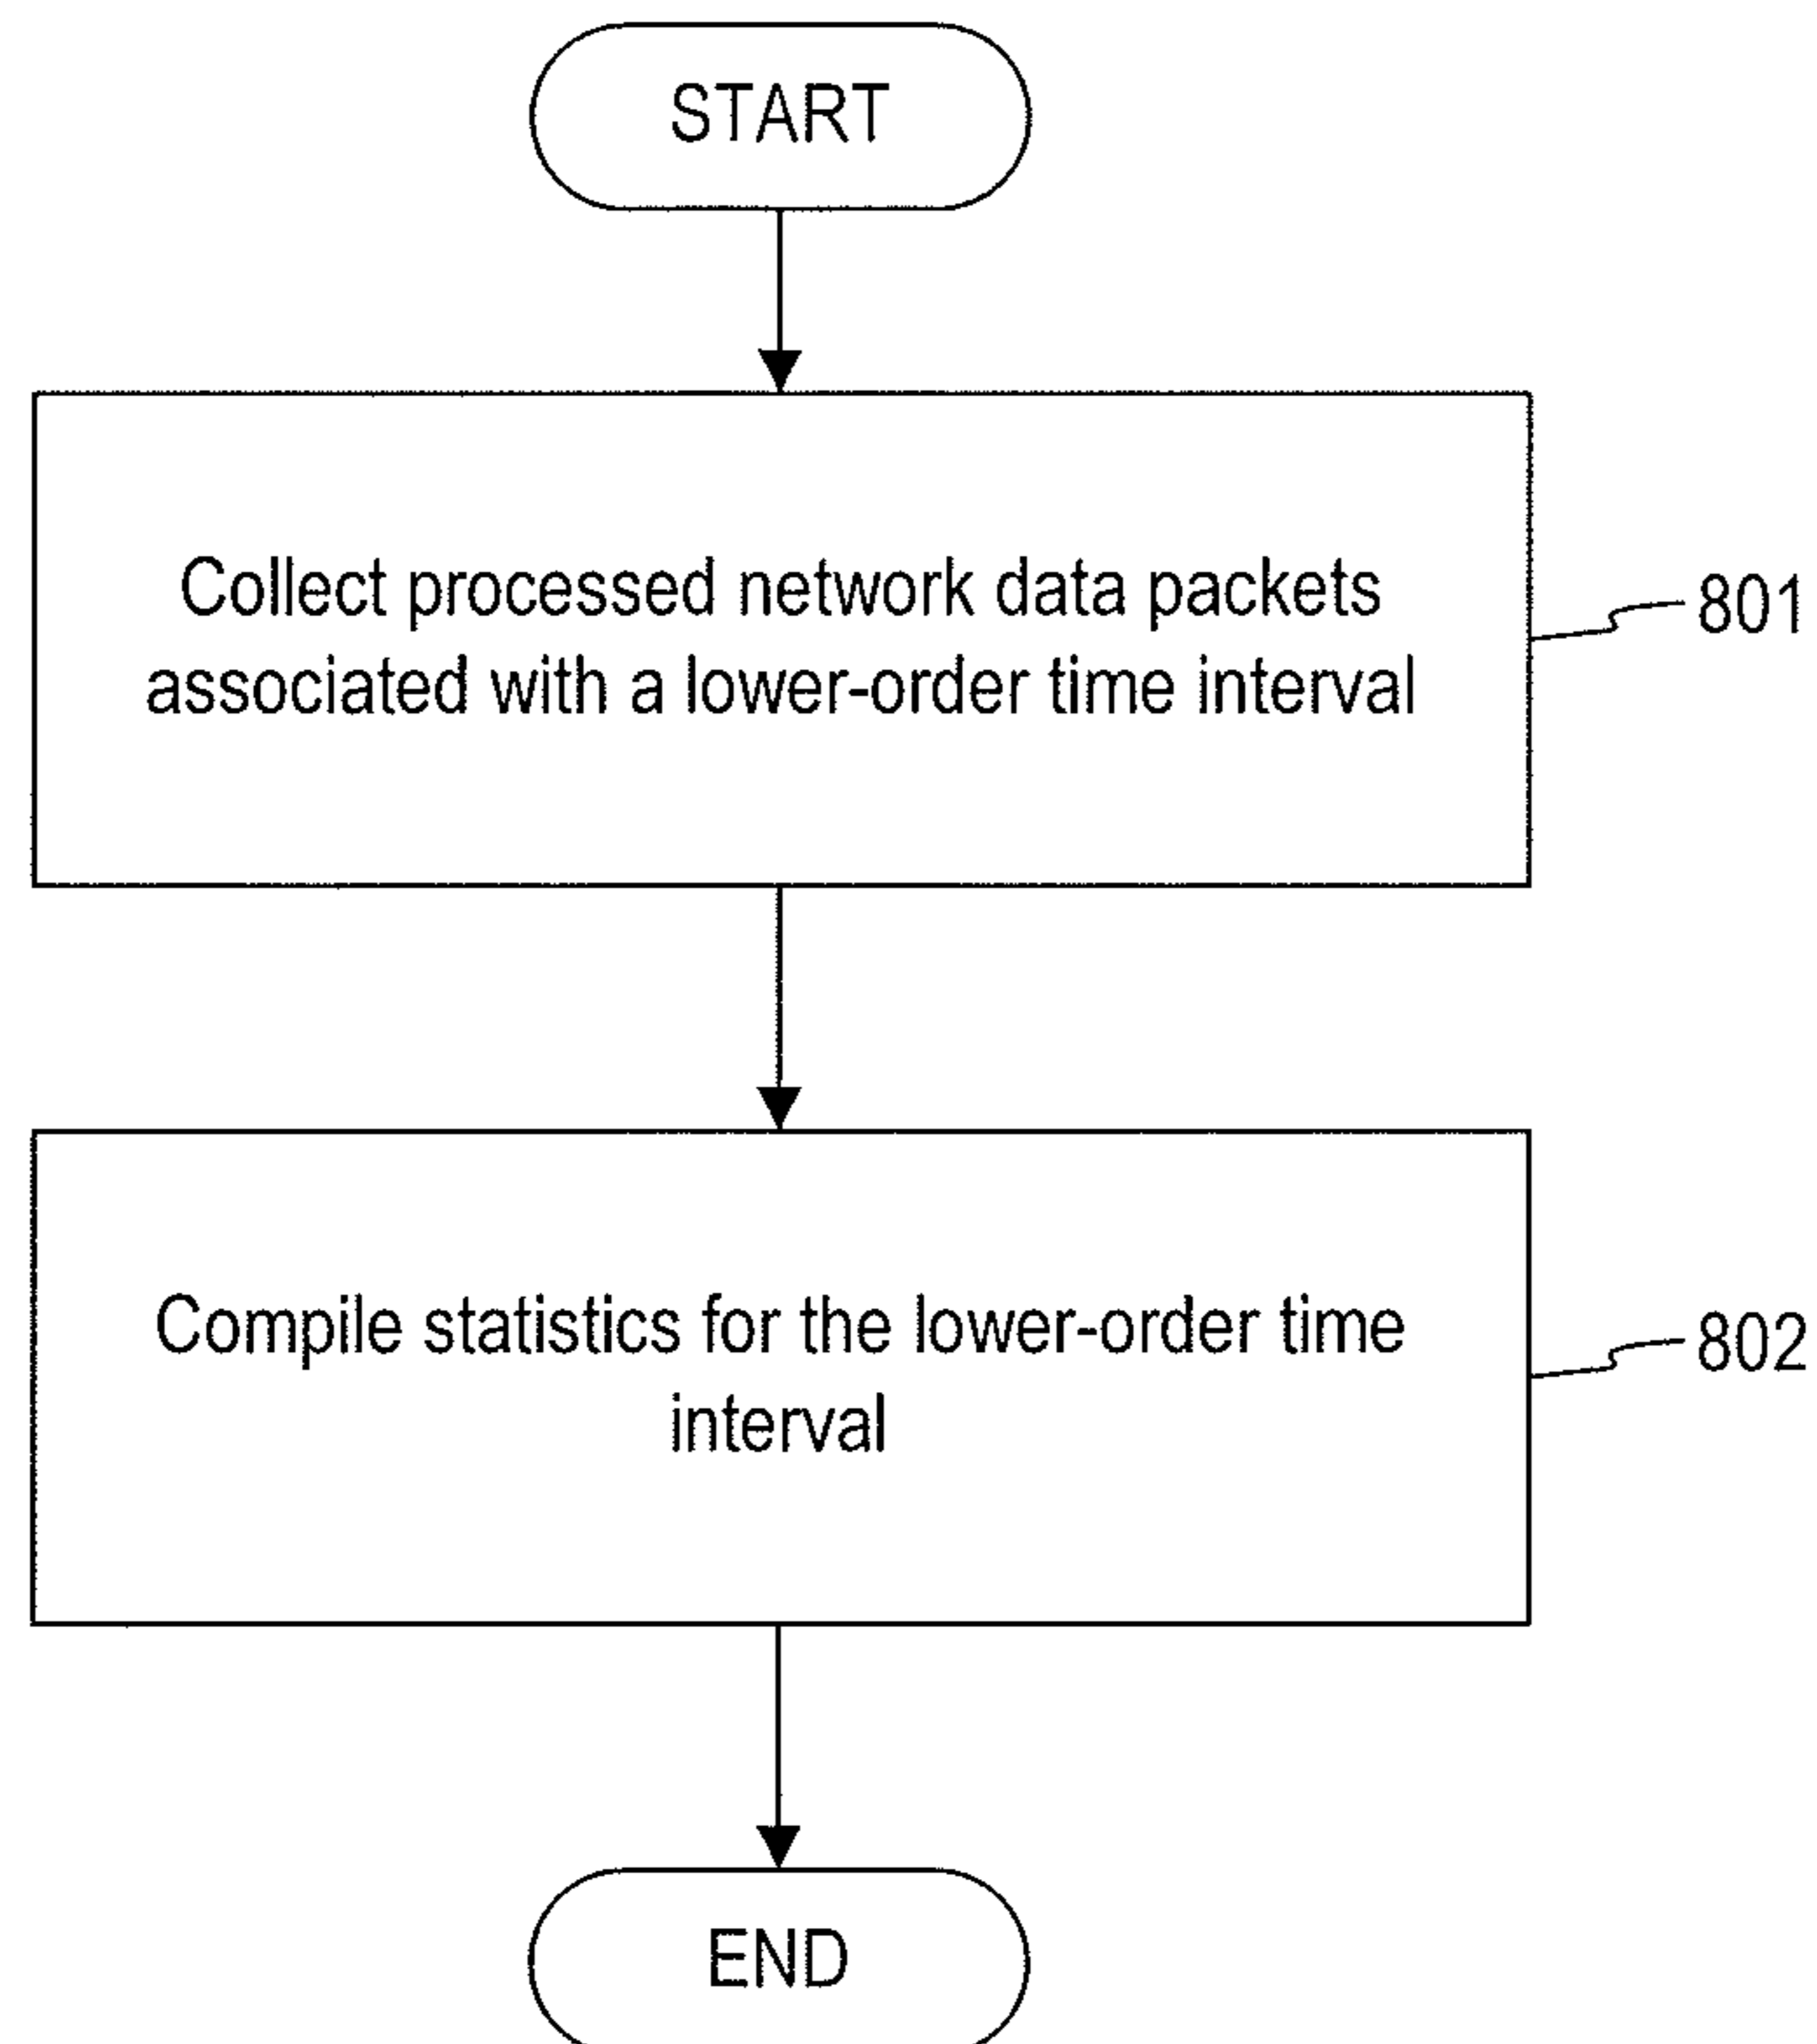 START
Collect processed network data packets
associated with a lower-order time interval
801
Compile statistics for the lower-order time
interval
802
END